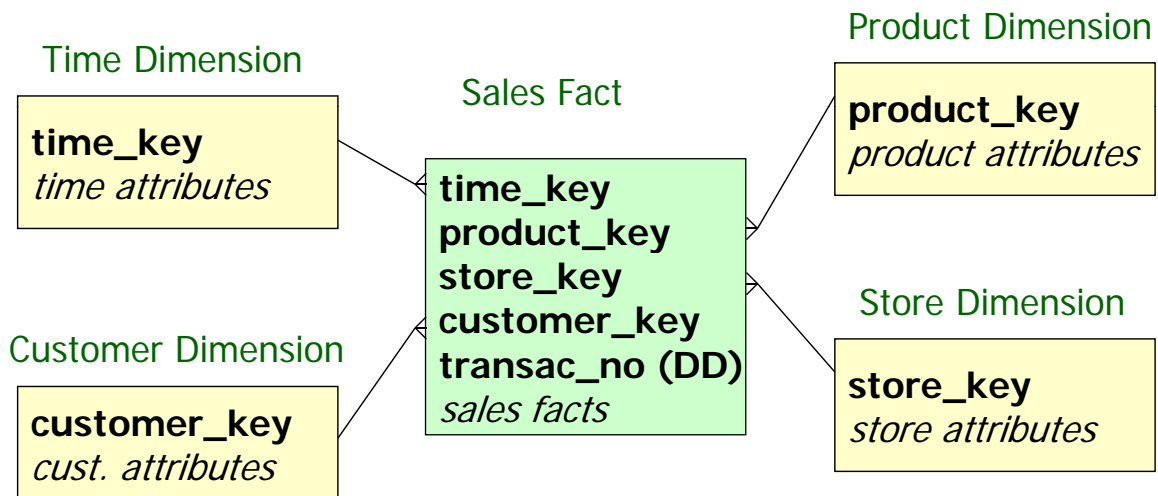 Time Dimension
time_key
time attributes
Sales Fact
time_key
product_key
store_key
customer_key
transac_no (DD)
sales facts
Product Dimension
product_key
product attributes
Customer Dimension
customer_key
cust. attributes
Store Dimension
store_key
store attributes